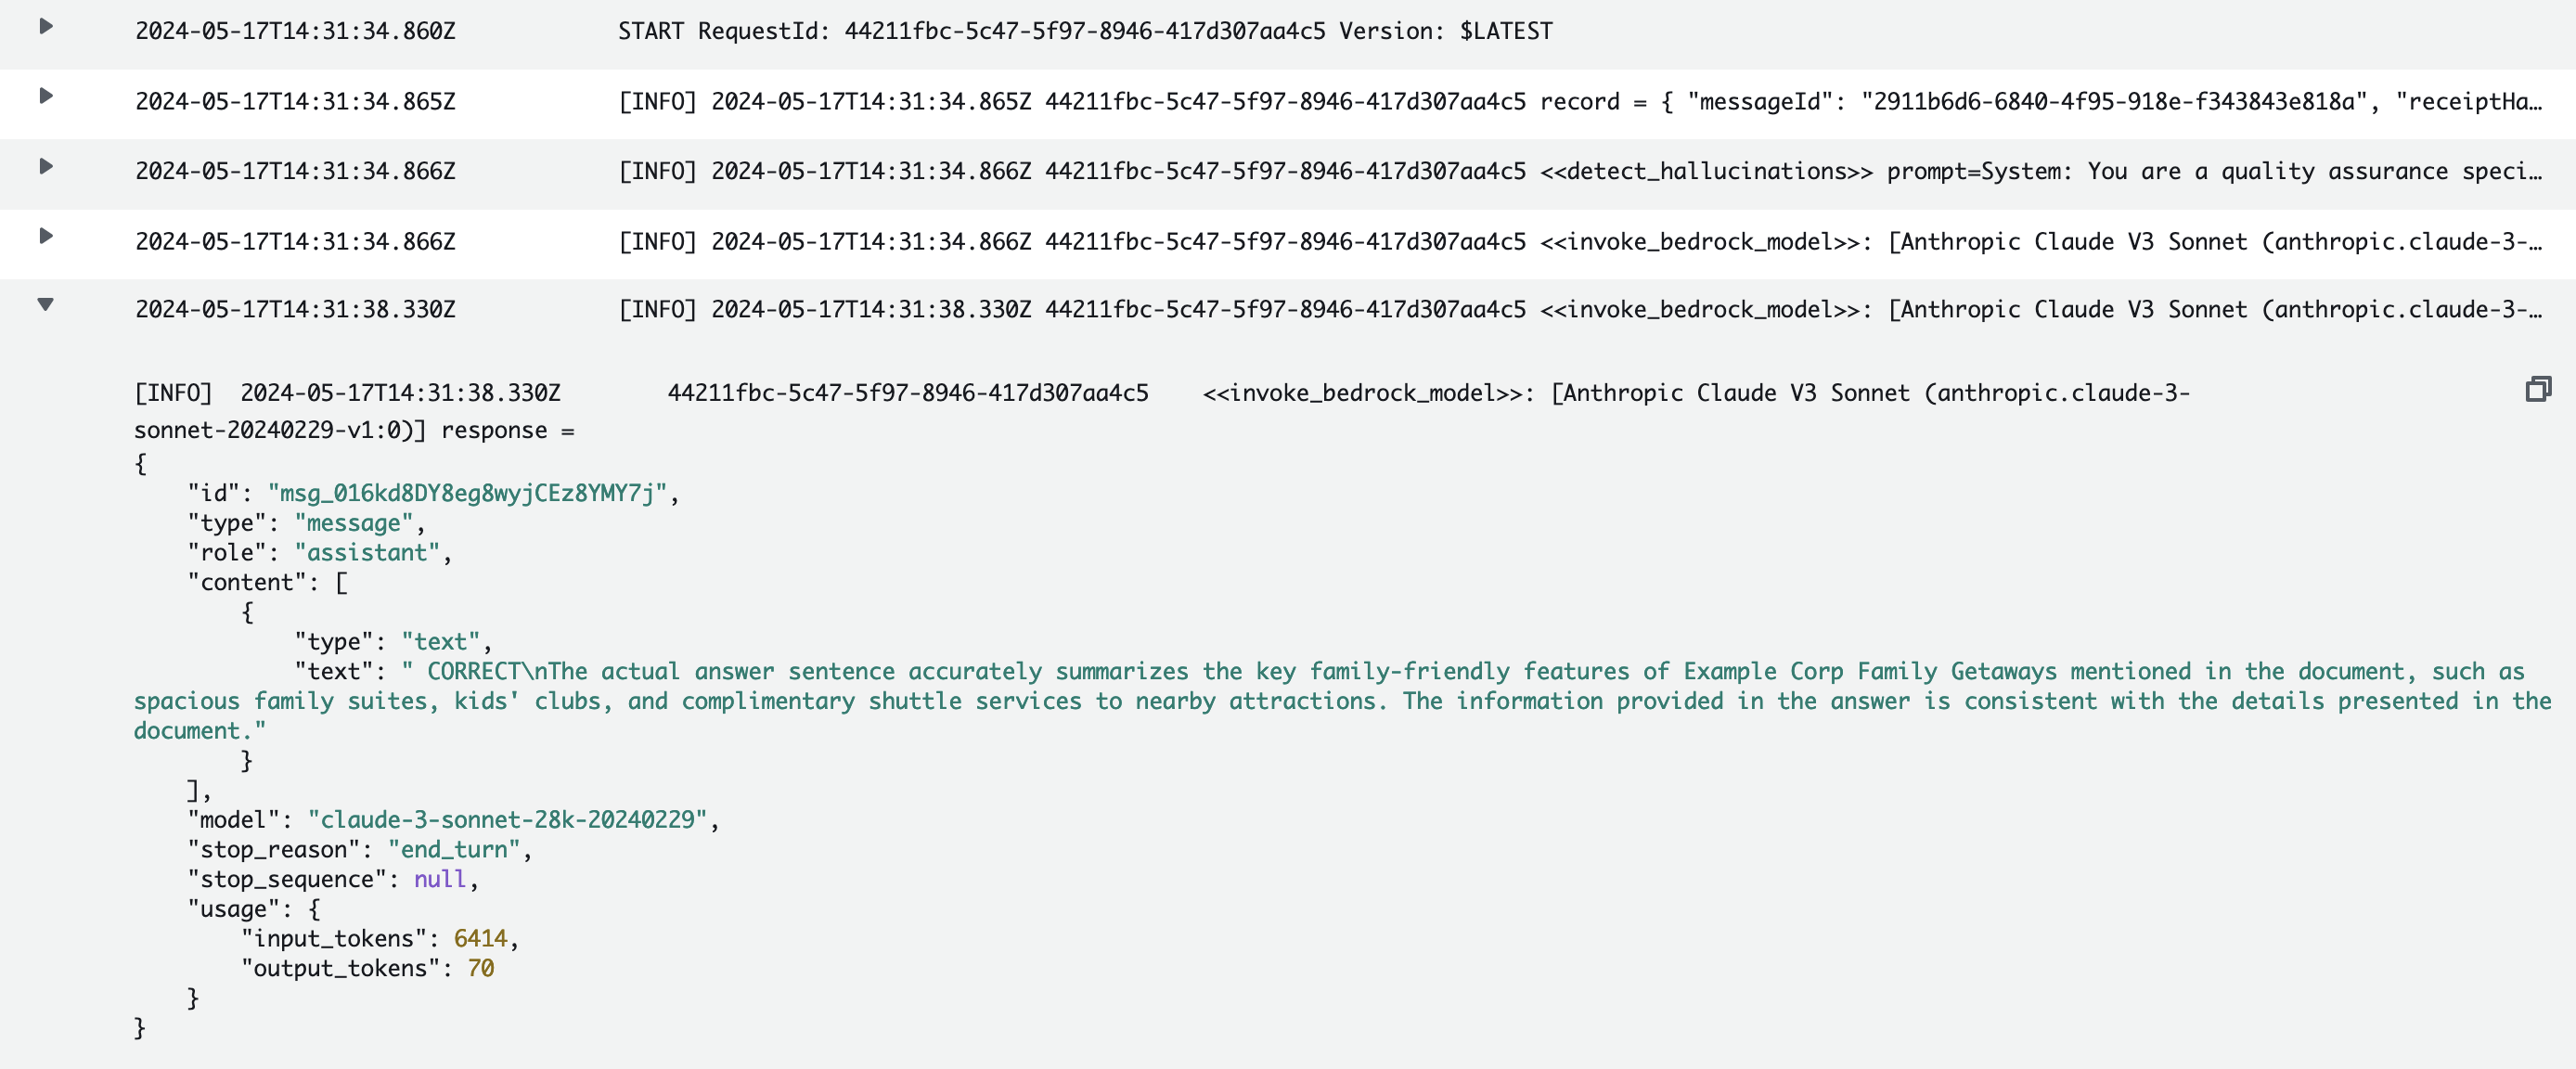 2024-05-17T14:31:34.860Z START RequestId: 44211fbc-5c47-5f97-8946-417d307aa4c5 Version: $LATEST
2024-05-17T14:31:34.865Z [INFO] 2024-05-17T14:31:34.865Z 44211fbc-5c47-5f97-8946-417d307aa4c5 record = { "messageId": "2911b6d6-6840-4f95-918e-f343843e818a", "receiptHa…
2024-05-17T14:31:34.866Z [INFO] 2024-05-17T14:31:34.866Z 44211fbc-5c47-5f97-8946-417d307aa4c5 <<detect_hallucinations>> prompt=System: You are a quality assurance speci…
2024-05-17T14:31:34.866Z [INFO] 2024-05-17T14:31:34.866Z 44211fbc-5c47-5f97-8946-417d307aa4c5 <<invoke_bedrock_model>>: [Anthropic Claude V3 Sonnet (anthropic.claude-3-…
2024-05-17T14:31:38.330Z [INFO] 2024-05-17T14:31:38.330Z 44211fbc-5c47-5f97-8946-417d307aa4c5 <<invoke_bedrock_model>>: [Anthropic Claude V3 Sonnet (anthropic.claude-3-…
[INFO] 2024-05-17T14:31:38.330Z 44211fbc-5c47-5f97-8946-417d307aa4c5 <<invoke_bedrock_model>>: [Anthropic Claude V3 Sonnet (anthropic.claude-3-
sonnet-20240229-v1:0)] response =
{
    "id": "msg_016kd8DY8eg8wyjCEz8YMY7j",
    "type": "message",
    "role": "assistant",
    "content": [
        {
            "type": "text",
            "text": " CORRECT\nThe actual answer sentence accurately summarizes the key family-friendly features of Example Corp Family Getaways mentioned in the document, such as
spacious family suites, kids' clubs, and complimentary shuttle services to nearby attractions. The information provided in the answer is consistent with the details presented in the
document."
        }
    ],
    "model": "claude-3-sonnet-28k-20240229",
    "stop_reason": "end_turn",
    "stop_sequence": null,
    "usage": {
        "input_tokens": 6414,
        "output_tokens": 70
    }
}